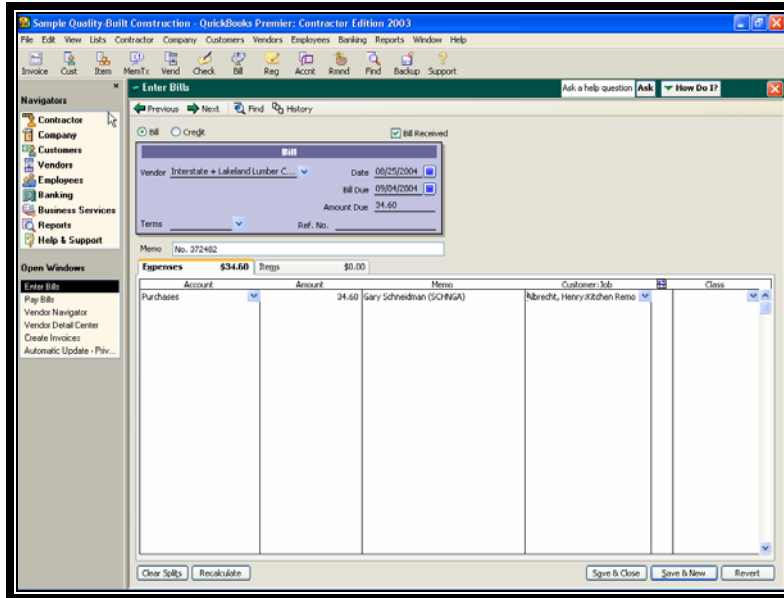 Sample Quality-Built Construction - QuickBooks Premier: Contractor Edition 2003
File Edit View Lists Contractor Company Customers Vendors Employees Banking Reports Window Help
Invoice Cust Item MemTx Vend Check Bill Reg Accnt Rmnd Find Backup Support
Enter Bills Ask a help question Ask How Do I?
Navigators
Contractor
Company
Customers
Vendors
Employees
Banking
Business Services
Reports
Help & Support
Open Windows
Enter Bills
Pay Bills
Vendor Navigator
Vendor Detail Center
Create Invoices
Automatic Update - Priv...
Previous Next Find History
Bill Credit Bill Received
Bill
Vendor Interstate + Lakeland Lumber C... Date 08/25/2004
Bill Due 09/04/2004
Amount Due 34.60
Terms Ref. No.
Memo No. 372482
Expenses $34.60 Items $0.00
Account Amount Memo Customer:Job Class
Purchases 34.60 Gary Schneidman (SCHNGA) Albrecht, Henry:Kitchen Remo
Clear Splits Recalculate Save & Close Save & New Revert